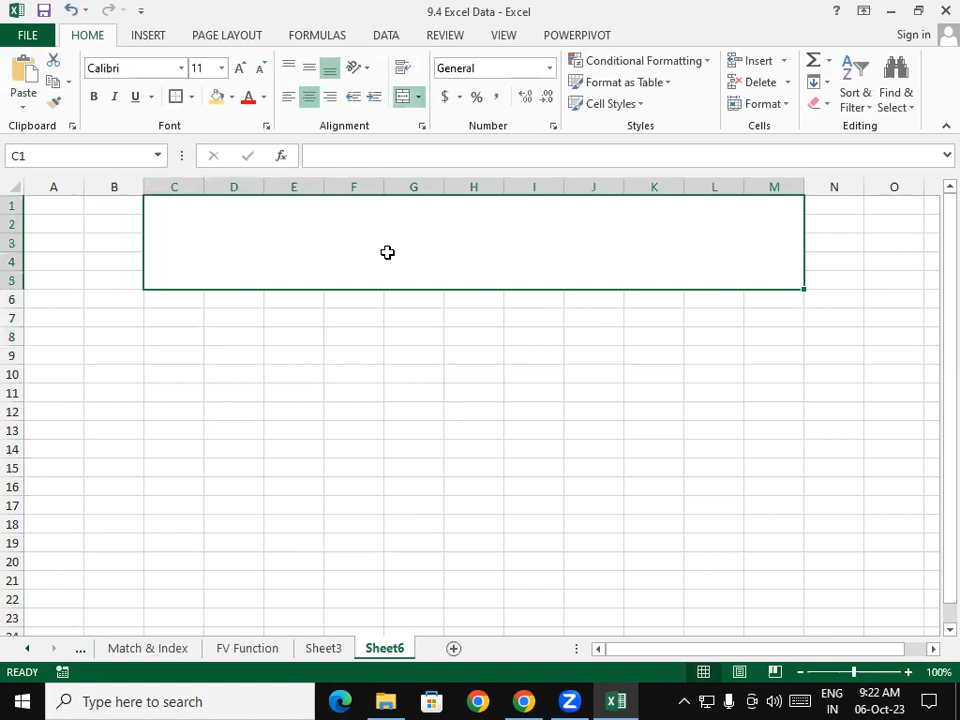 9.4 Excel Data - Excel
?
FILE HOME INSERT PAGE LAYOUT FORMULAS DATA REVIEW VIEW POWERPIVOT Sign in
Paste
Calibri 11 A A
B I U A
General
$ % ,
Conditional Formatting
Format as Table
Cell Styles
Insert
Delete
Format
Sort & Filter
Find & Select
Clipboard Font Alignment Number Styles Cells Editing
C1 fx
A B C D E F G H I J K L M N O
1
2
3
4
5
6
7
8
9
10
11
12
13
14
15
16
17
18
19
20
21
22
23
24
... Match & Index FV Function Sheet3 Sheet6
READY 100%
Type here to search
ENG
IN
9:22 AM
06-Oct-23